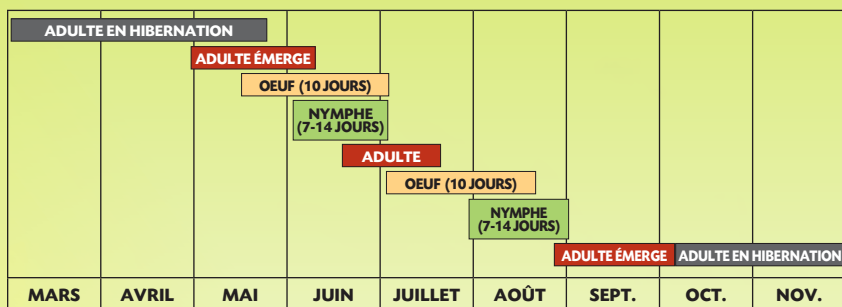 ADULTE EN HIBERNATION
ADULTE ÉMERGE
OEUF (10 JOURS)
NYMPHE
(7-14 JOURS)
ADULTE
OEUF (10 JOURS)
NYMPHE
(7-14 JOURS)
ADULTE ÉMERGE
ADULTE EN HIBERNATION
MARS
AVRIL
MAI
JUIN
JUILLET
AOÛT
SEPT.
OCT.
NOV.